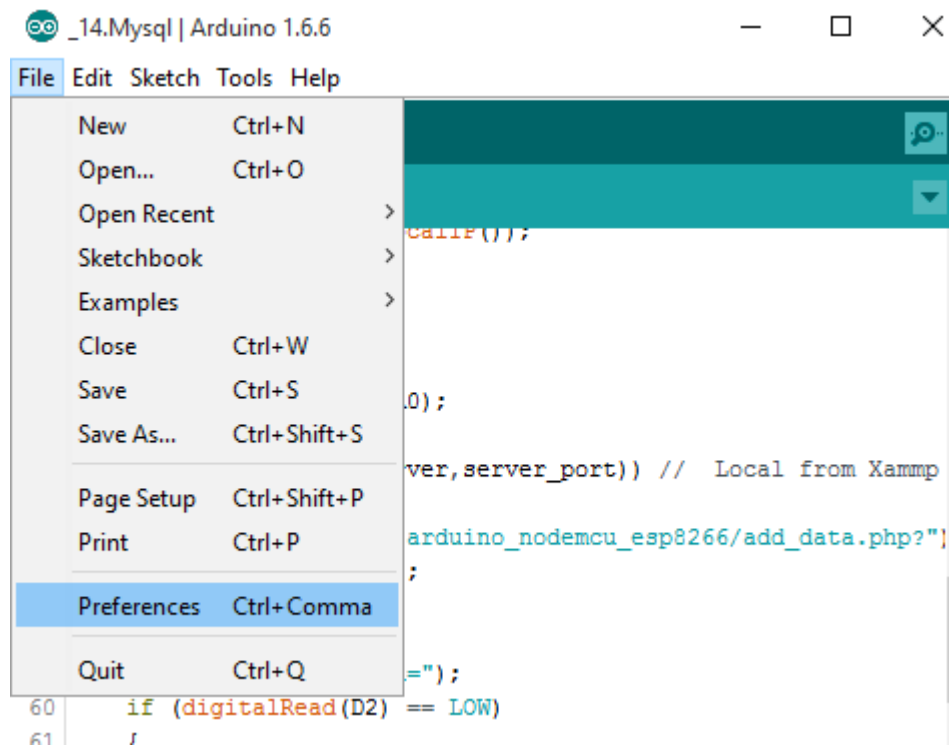 _14.Mysql | Arduino 1.6.6
File Edit Sketch Tools Help
New Ctrl+N
Open... Ctrl+O
Open Recent
Sketchbook
Examples
Close Ctrl+W
Save Ctrl+S
Save As... Ctrl+Shift+S
Page Setup Ctrl+Shift+P
Print Ctrl+P
Preferences Ctrl+Comma
Quit Ctrl+Q
calIP());
.0);
ver,server_port)) // Local from Xammp
arduino_nodemcu_esp8266/add_data.php?")
;
=");
60 if (digitalRead(D2) == LOW)
61 {